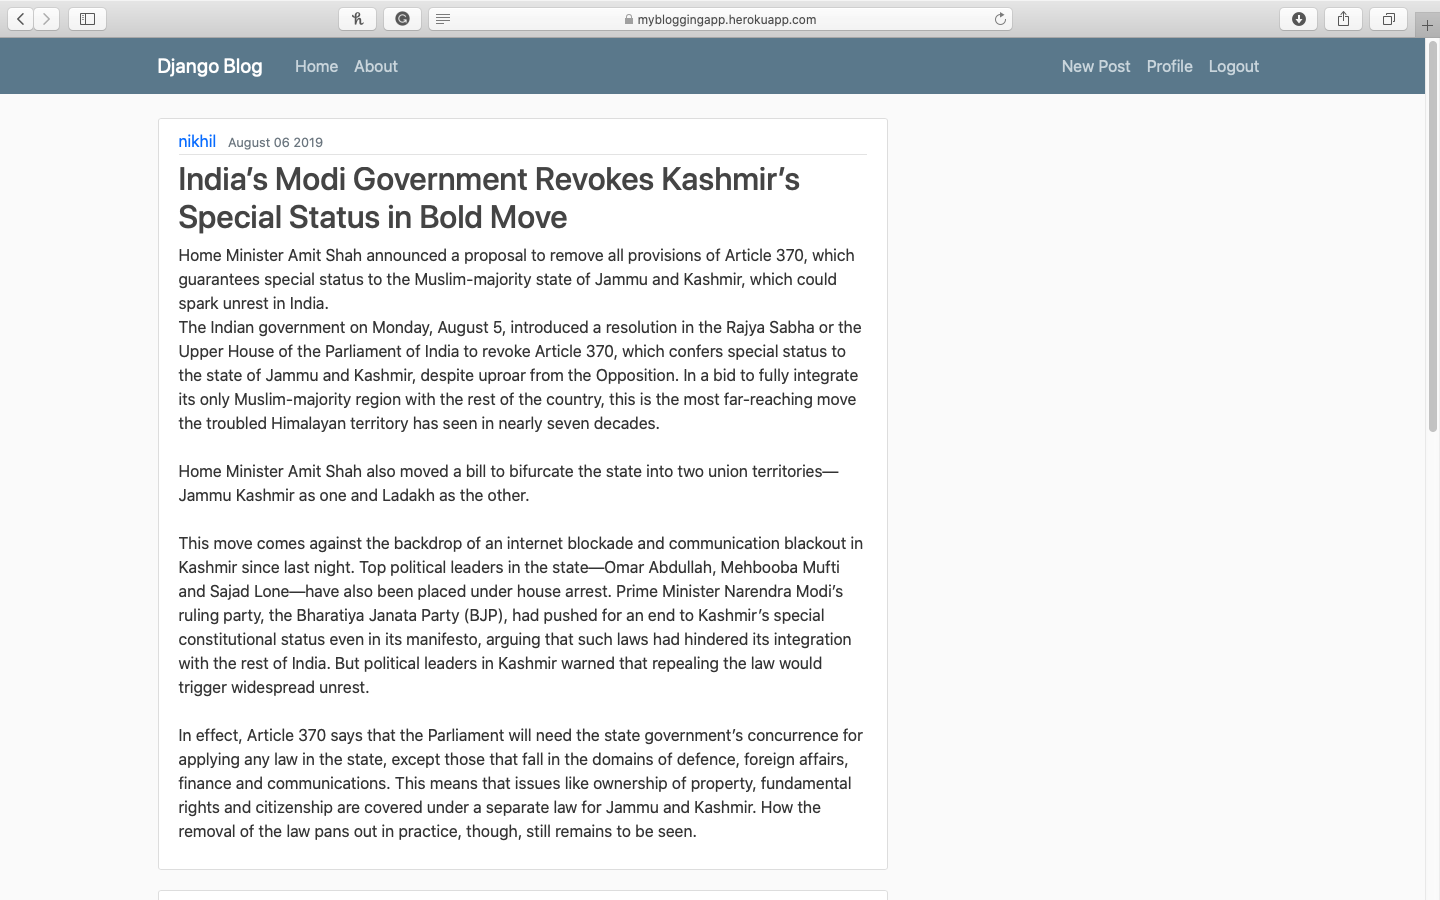 mybloggingapp.herokuapp.com
Django Blog Home About New Post Profile Logout
nikhil August 06 2019
India’s Modi Government Revokes Kashmir’s
Special Status in Bold Move
Home Minister Amit Shah announced a proposal to remove all provisions of Article 370, which
guarantees special status to the Muslim-majority state of Jammu and Kashmir, which could
spark unrest in India.
The Indian government on Monday, August 5, introduced a resolution in the Rajya Sabha or the
Upper House of the Parliament of India to revoke Article 370, which confers special status to
the state of Jammu and Kashmir, despite uproar from the Opposition. In a bid to fully integrate
its only Muslim-majority region with the rest of the country, this is the most far-reaching move
the troubled Himalayan territory has seen in nearly seven decades.
Home Minister Amit Shah also moved a bill to bifurcate the state into two union territories—
Jammu Kashmir as one and Ladakh as the other.
This move comes against the backdrop of an internet blockade and communication blackout in
Kashmir since last night. Top political leaders in the state—Omar Abdullah, Mehbooba Mufti
and Sajad Lone—have also been placed under house arrest. Prime Minister Narendra Modi’s
ruling party, the Bharatiya Janata Party (BJP), had pushed for an end to Kashmir’s special
constitutional status even in its manifesto, arguing that such laws had hindered its integration
with the rest of India. But political leaders in Kashmir warned that repealing the law would
trigger widespread unrest.
In effect, Article 370 says that the Parliament will need the state government’s concurrence for
applying any law in the state, except those that fall in the domains of defence, foreign affairs,
finance and communications. This means that issues like ownership of property, fundamental
rights and citizenship are covered under a separate law for Jammu and Kashmir. How the
removal of the law pans out in practice, though, still remains to be seen.